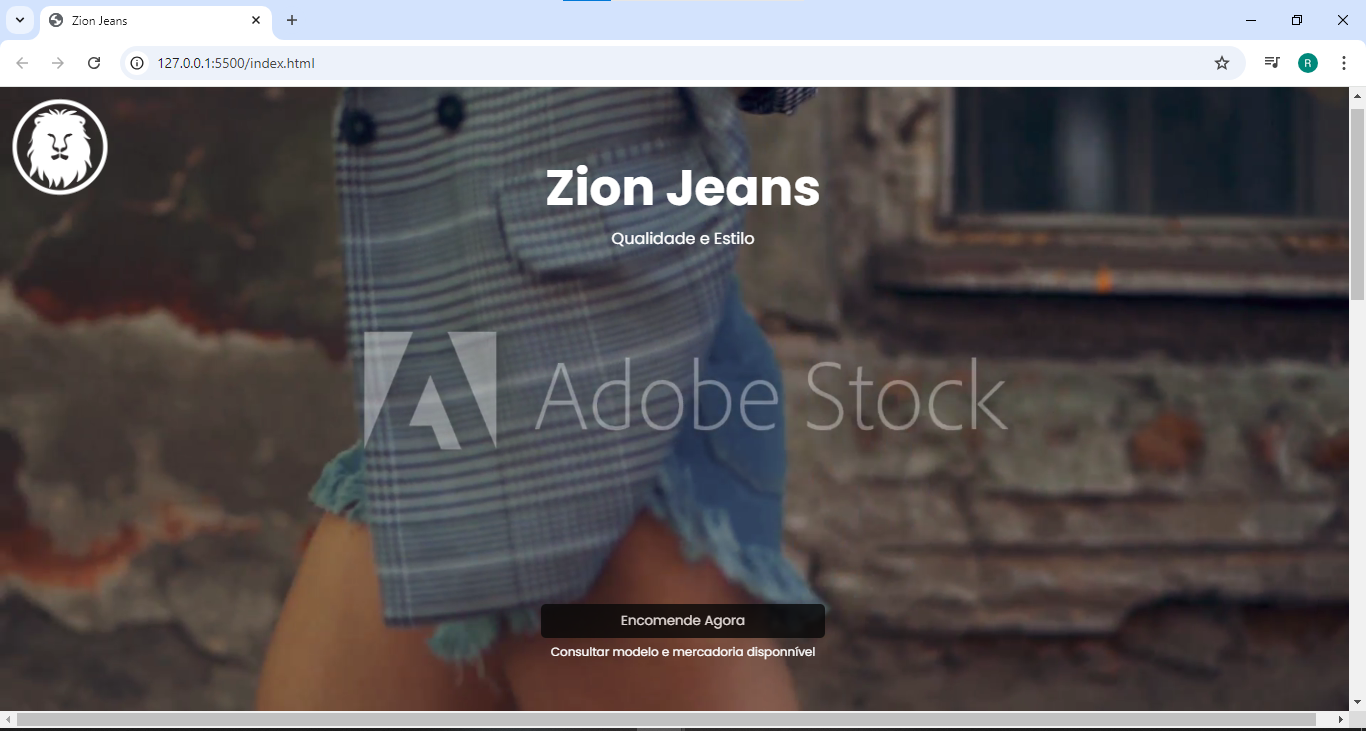 Zion Jeans
127.0.0.1:5500/index.html
R
Zion Jeans
Qualidade e Estilo
Adobe Stock
Encomende Agora
Consultar modelo e mercadoria disponnível